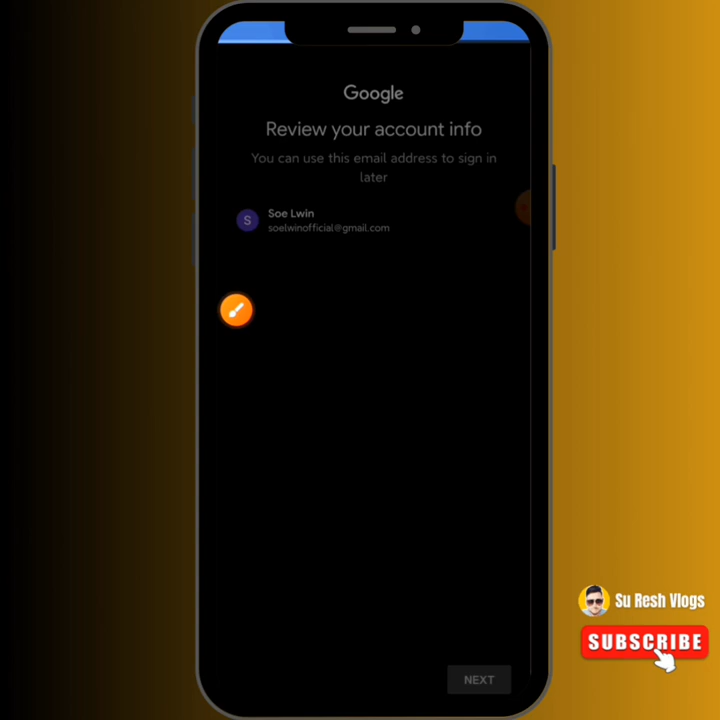 Google
Review your account info
You can use this email address to sign in
later
S
Soe Lwin
soelwinofficial@gmail.com
NEXT
Su Resh Vlogs
SUBSCRIBE